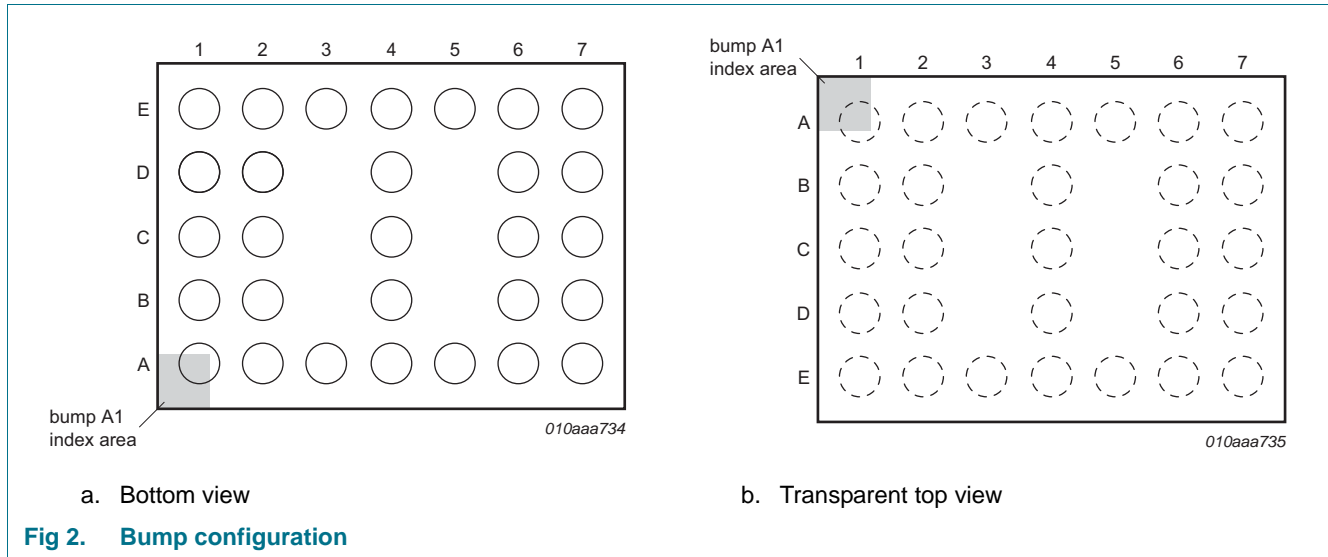 1 2 3 4 5 6 7
E
D
C
B
A
bump A1
index area
010aaa734
a. Bottom view
bump A1
index area
1 2 3 4 5 6 7
A
B
C
D
E
010aaa735
b. Transparent top view
Fig 2. Bump configuration